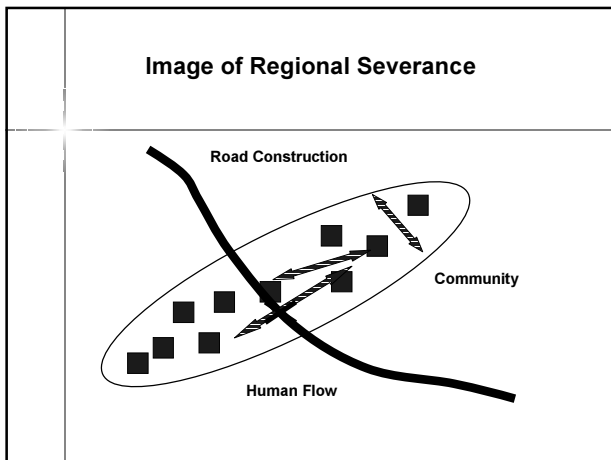 Image of Regional Severance
Road Construction
Community
Human Flow